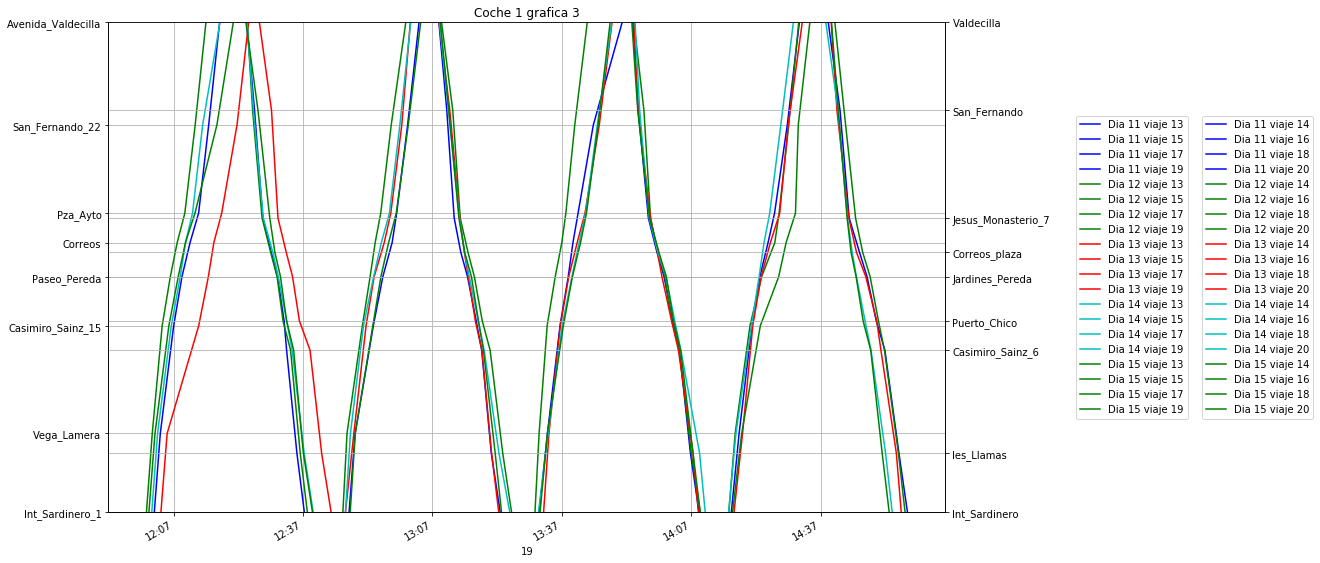 Coche 1 grafica 3
Avenida_Valdecilla
San_Fernando_22
Pza_Ayto
Correos
Paseo_Pereda
Casimiro_Sainz_15
Vega_Lamera
Int_Sardinero_1
Valdecilla
San_Fernando
Jesus_Monasterio_7
Correos_plaza
Jardines_Pereda
Puerto_Chico
Casimiro_Sainz_6
Ies_Llamas
Int_Sardinero
12:07
12:37
13:07
13:37
14:07
14:37
19
Dia 11 viaje 13
Dia 11 viaje 15
Dia 11 viaje 17
Dia 11 viaje 19
Dia 12 viaje 13
Dia 12 viaje 15
Dia 12 viaje 17
Dia 12 viaje 19
Dia 13 viaje 13
Dia 13 viaje 15
Dia 13 viaje 17
Dia 13 viaje 19
Dia 14 viaje 13
Dia 14 viaje 15
Dia 14 viaje 17
Dia 14 viaje 19
Dia 15 viaje 13
Dia 15 viaje 15
Dia 15 viaje 17
Dia 15 viaje 19
Dia 11 viaje 14
Dia 11 viaje 16
Dia 11 viaje 18
Dia 11 viaje 20
Dia 12 viaje 14
Dia 12 viaje 16
Dia 12 viaje 18
Dia 12 viaje 20
Dia 13 viaje 14
Dia 13 viaje 16
Dia 13 viaje 18
Dia 13 viaje 20
Dia 14 viaje 14
Dia 14 viaje 16
Dia 14 viaje 18
Dia 14 viaje 20
Dia 15 viaje 14
Dia 15 viaje 16
Dia 15 viaje 18
Dia 15 viaje 20